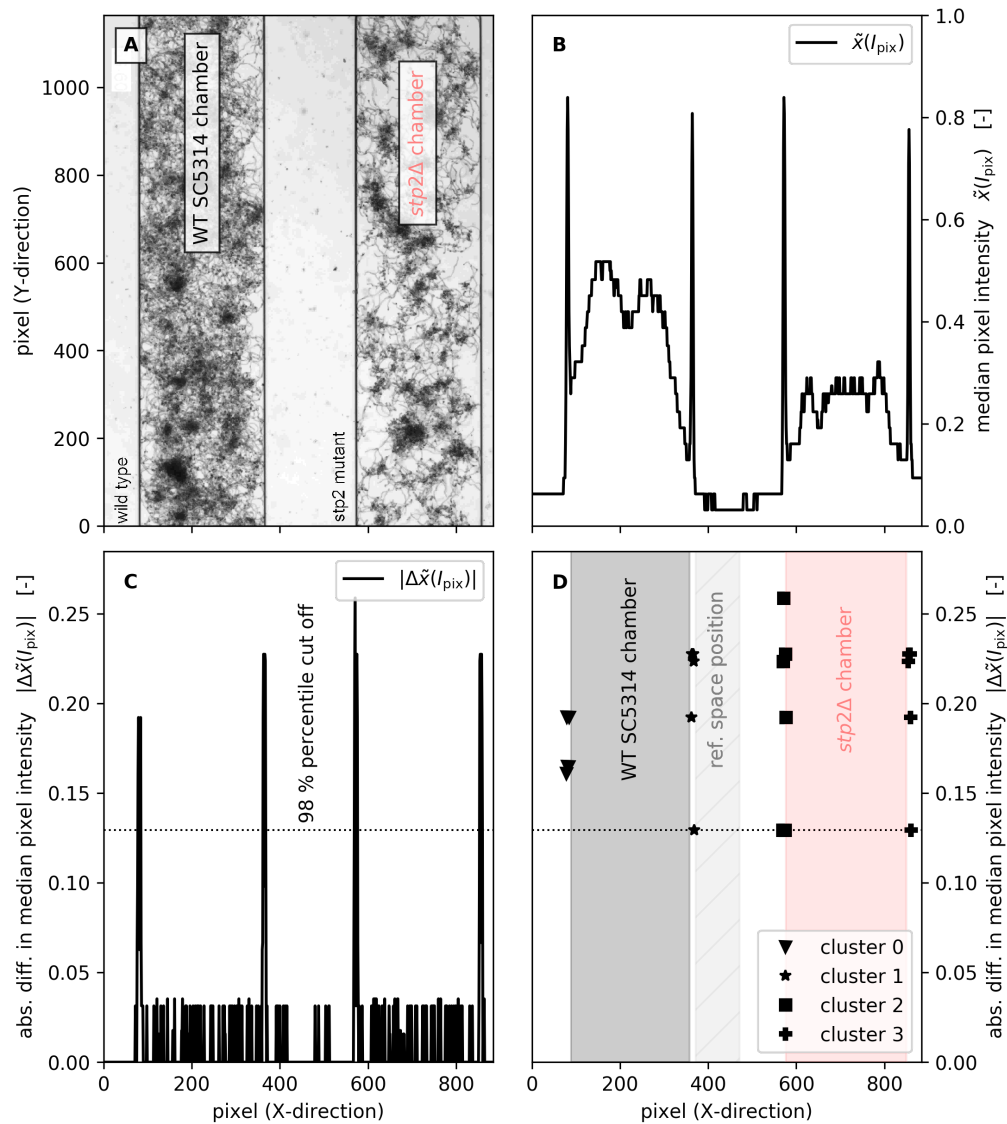 A
WT SC5314 chamber
stp2Δ chamber
wild type
stp2 mutant
pixel (Y-direction)
0
200
400
600
800
1000
B
x̃(I_pix)
median pixel intensity x̃(I_pix) [-]
0.0
0.2
0.4
0.6
0.8
1.0
C
|Δx̃(I_pix)|
98 % percentile cut off
abs. diff. in median pixel intensity |Δx̃(I_pix)| [-]
0.00
0.05
0.10
0.15
0.20
0.25
0
200
400
600
800
pixel (X-direction)
D
WT SC5314 chamber
ref. space position
stp2Δ chamber
cluster 0
cluster 1
cluster 2
cluster 3
abs. diff. in median pixel intensity |Δx̃(I_pix)| [-]
0.00
0.05
0.10
0.15
0.20
0.25
0
200
400
600
800
pixel (X-direction)